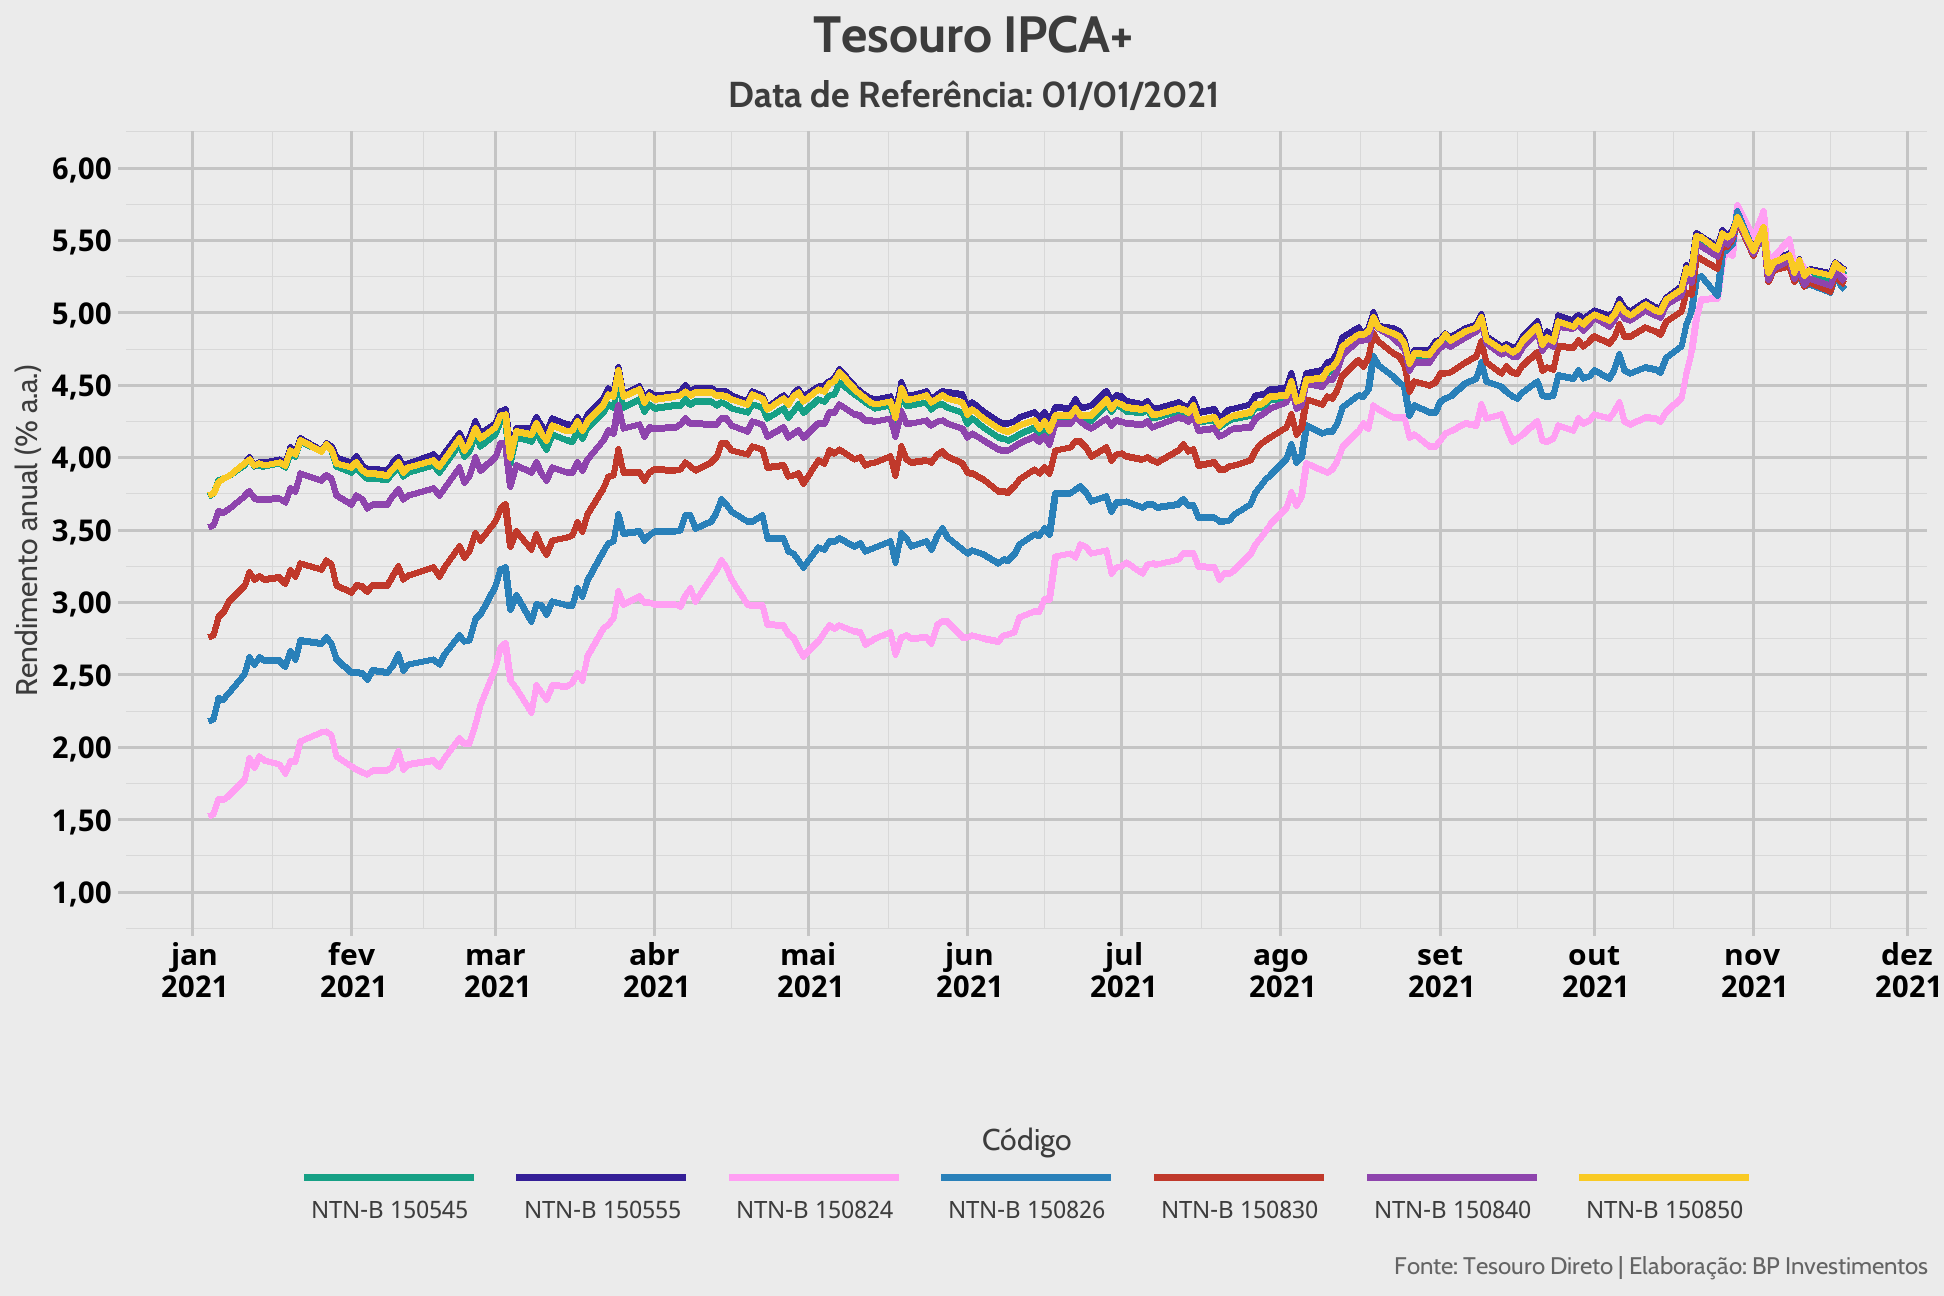 Tesouro IPCA+
Data de Referência: 01/01/2021
Rendimento anual (% a.a.)
6,00
5,50
5,00
4,50
4,00
3,50
3,00
2,50
2,00
1,50
1,00
jan fev mar abr mai jun jul ago set out nov dez
2021 2021 2021 2021 2021 2021 2021 2021 2021 2021 2021 2021
Código
NTN-B 150545 NTN-B 150555 NTN-B 150824 NTN-B 150826 NTN-B 150830 NTN-B 150840 NTN-B 150850
Fonte: Tesouro Direto | Elaboração: BP Investimentos